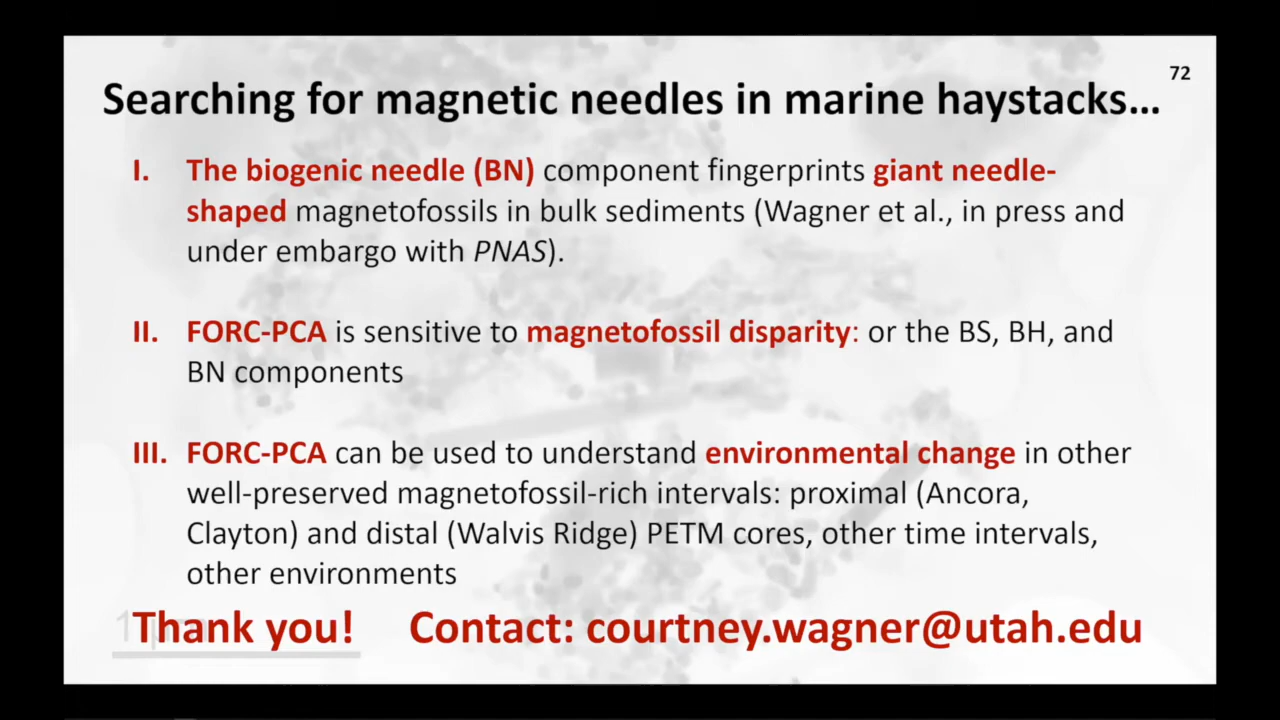 72
Searching for magnetic needles in marine haystacks...
I. The biogenic needle (BN) component fingerprints giant needle-
shaped magnetofossils in bulk sediments (Wagner et al., in press and
under embargo with PNAS).
II. FORC-PCA is sensitive to magnetofossil disparity: or the BS, BH, and
BN components
III. FORC-PCA can be used to understand environmental change in other
well-preserved magnetofossil-rich intervals: proximal (Ancora,
Clayton) and distal (Walvis Ridge) PETM cores, other time intervals,
other environments
Thank you! Contact: courtney.wagner@utah.edu